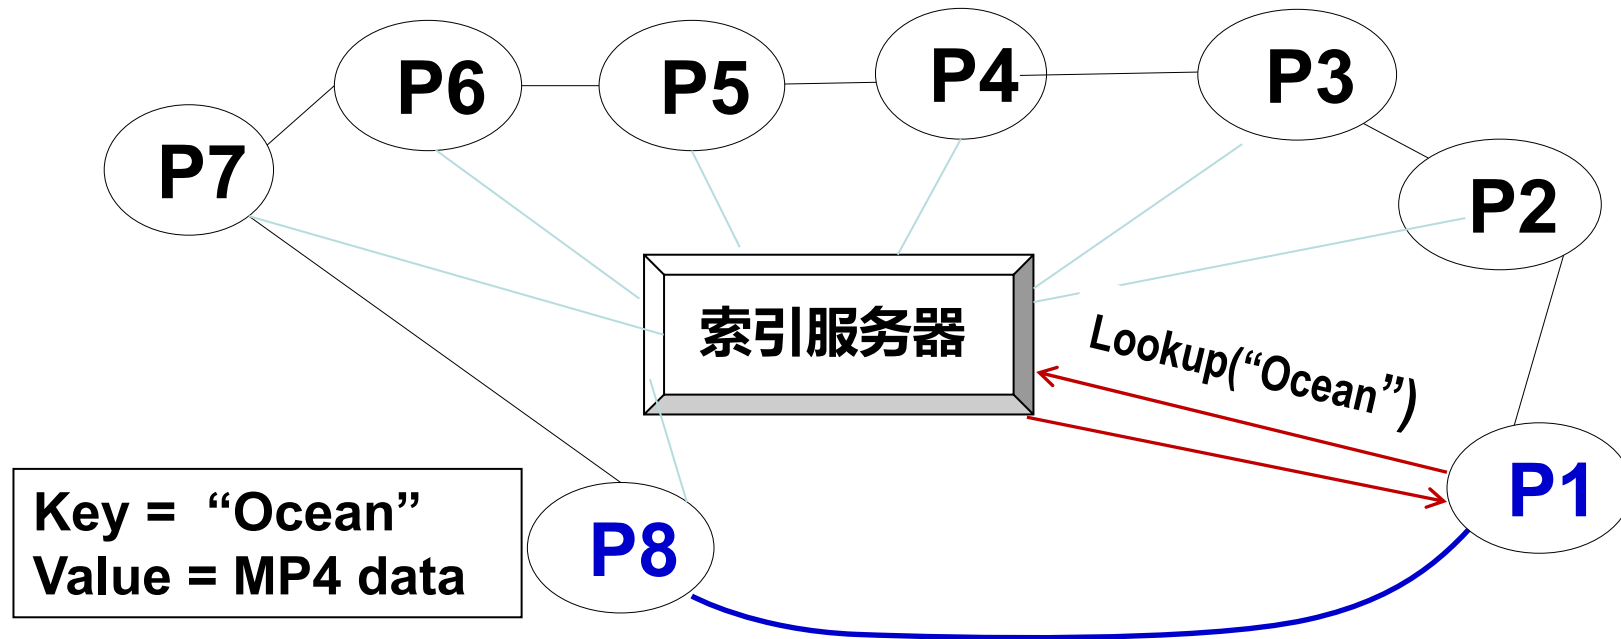 P6
P5
P4
P3
P7
P2
索引服务器
Lookup(“Ocean”)
P1
Key = “Ocean”
Value = MP4 data
P8